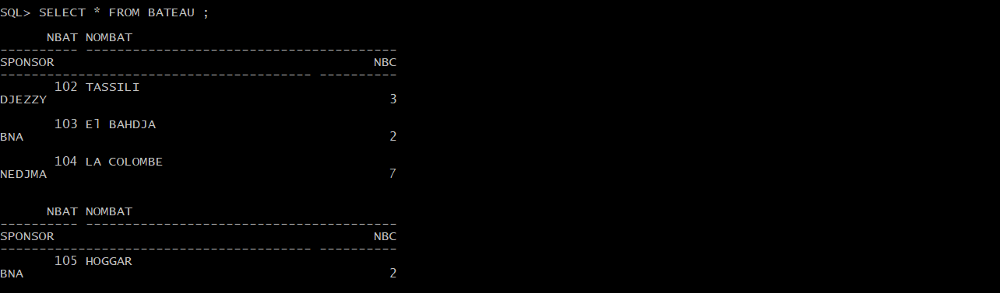 SQL> SELECT * FROM BATEAU ;
      NBAT NOMBAT
---------- ----------------------------------------
SPONSOR                                         NBC
---------------------------------------- ----------
       102 TASSILI
DJEZZY                                            3
       103 El BAHDJA
BNA                                               2
       104 LA COLOMBE
NEDJMA                                            7
      NBAT NOMBAT
---------- ----------------------------------------
SPONSOR                                         NBC
---------------------------------------- ----------
       105 HOGGAR
BNA                                               2